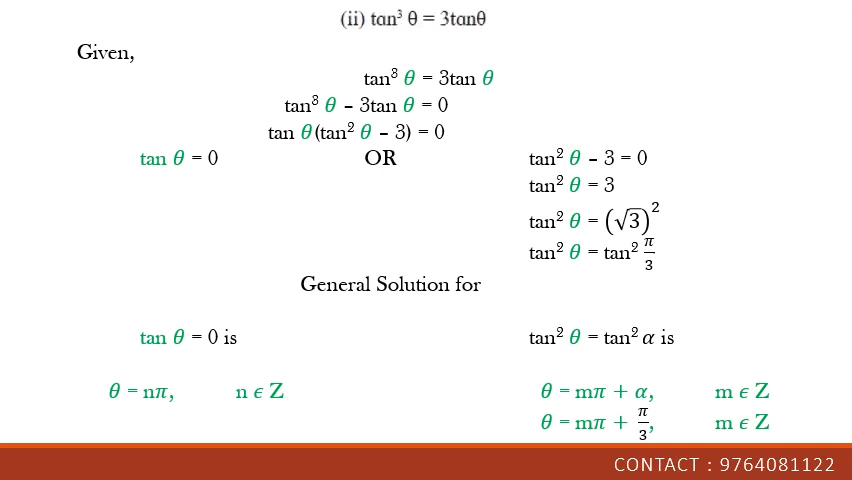 (ii) tan³ θ = 3tanθ
Given,
tan³ θ = 3tan θ
tan³ θ – 3tan θ = 0
tan θ(tan² θ – 3) = 0
tan θ = 0 OR tan² θ – 3 = 0
tan² θ = 3
tan² θ = (√3)²
tan² θ = tan² π/3
General Solution for
tan θ = 0 is tan² θ = tan² α is
θ = nπ, n ϵ Z θ = mπ + α, m ϵ Z
θ = mπ + π/3, m ϵ Z
CONTACT : 9764081122